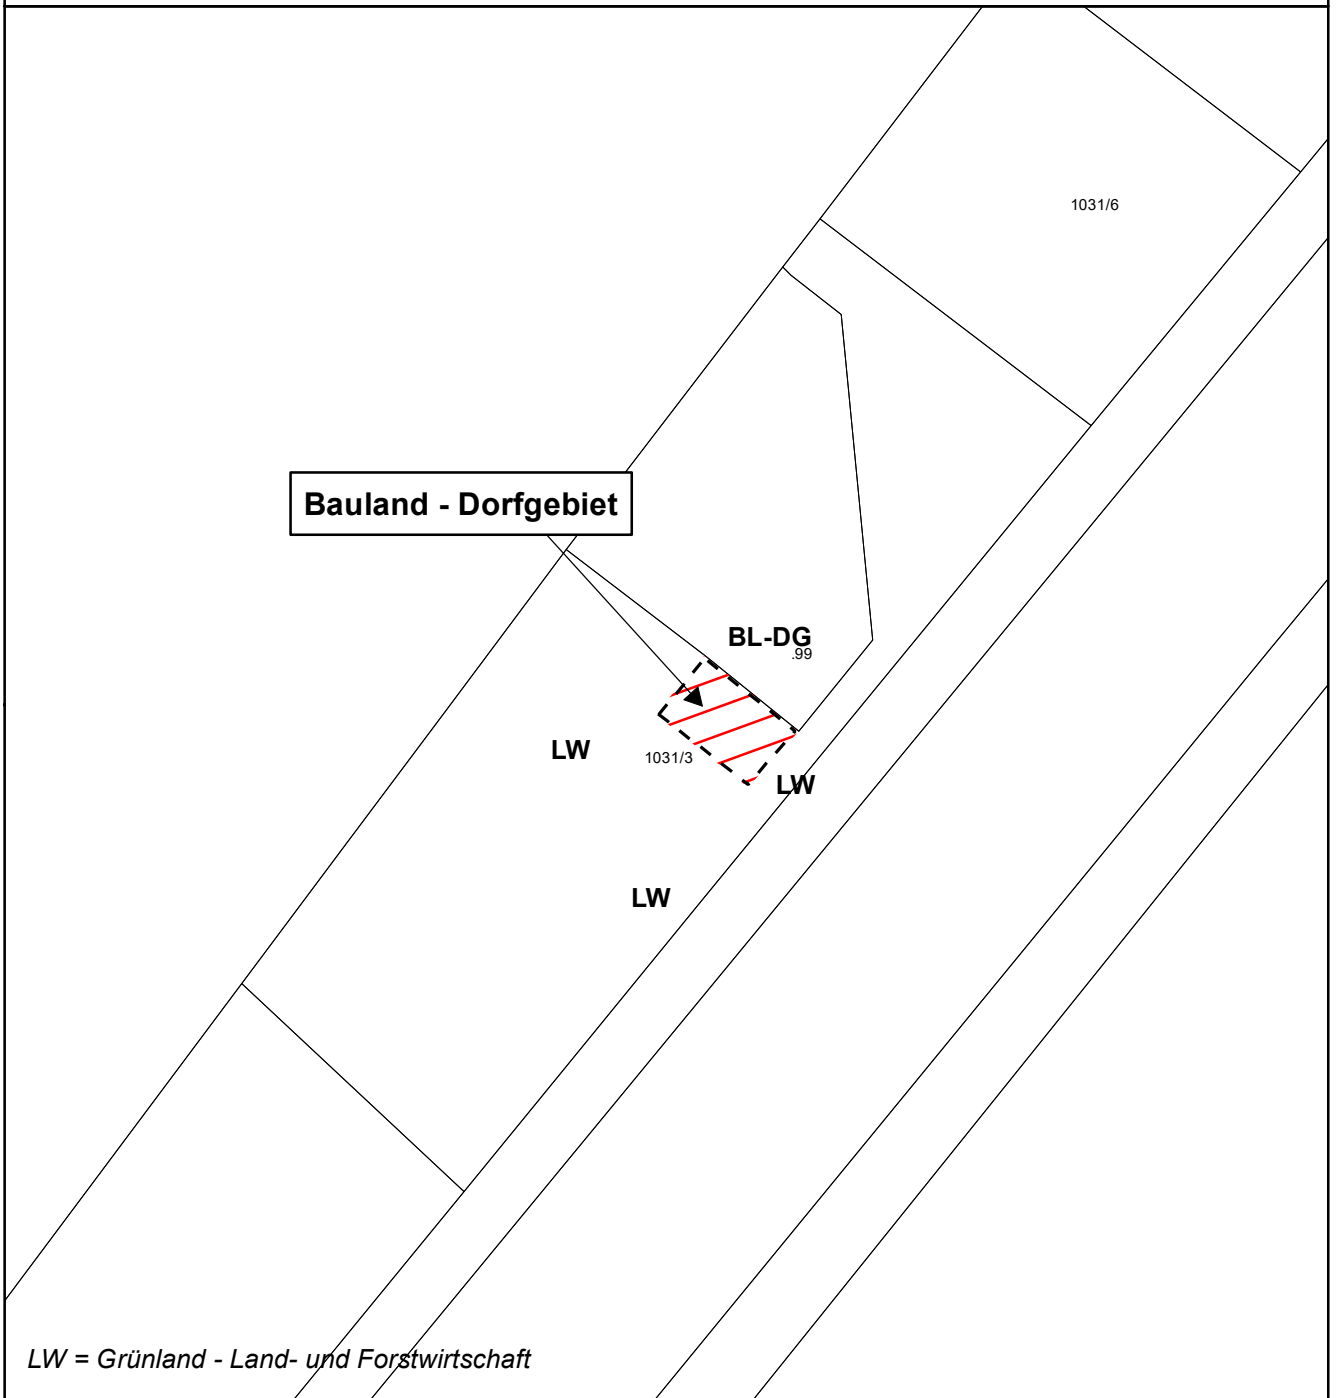 1031/6
Bauland - Dorfgebiet
BL-DG
.99
LW
1031/3
LW
LW
LW = Grünland - Land- und Forstwirtschaft